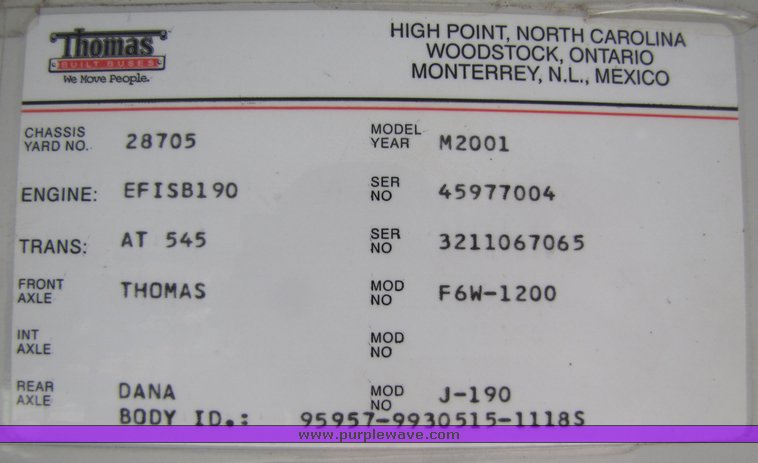 Thomas
BUILT BUSES
We Move People.
HIGH POINT, NORTH CAROLINA
WOODSTOCK, ONTARIO
MONTERREY, N.L., MEXICO
CHASSIS YARD NO. 28705 MODEL YEAR M2001
ENGINE: EFISB190 SER NO 45977004
TRANS: AT 545 SER NO 3211067065
FRONT AXLE THOMAS MOD NO F6W-1200
INT AXLE MOD NO
REAR AXLE DANA MOD NO J-190
BODY ID.: 95957-9930515-1118S
www.purplewave.com